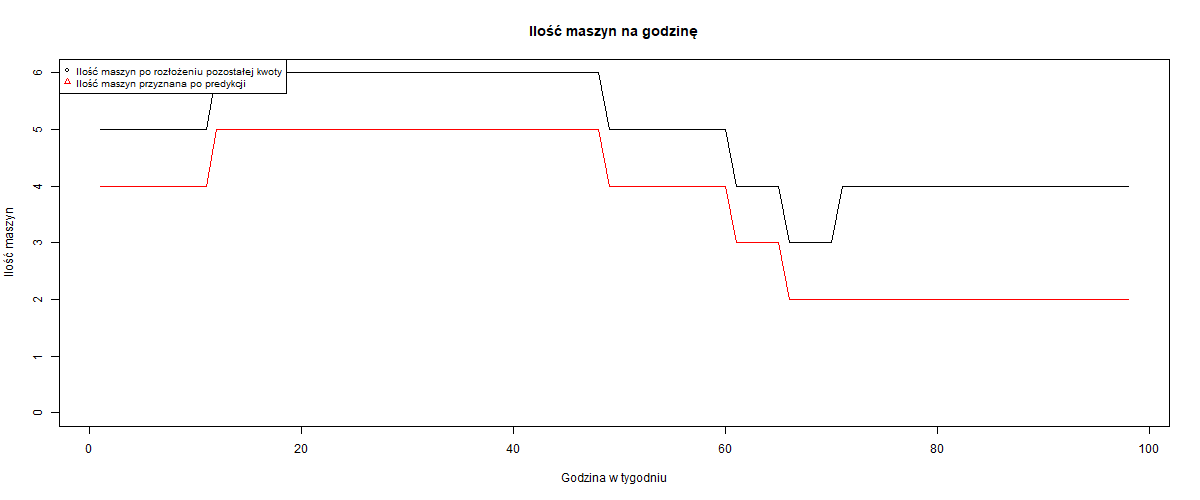 Ilość maszyn na godzinę
Ilość maszyn po rozłożeniu pozostałej kwoty
Ilość maszyn przyznana po predykcji
Ilość maszyn
6
5
4
3
2
1
0
0 20 40 60 80 100
Godzina w tygodniu